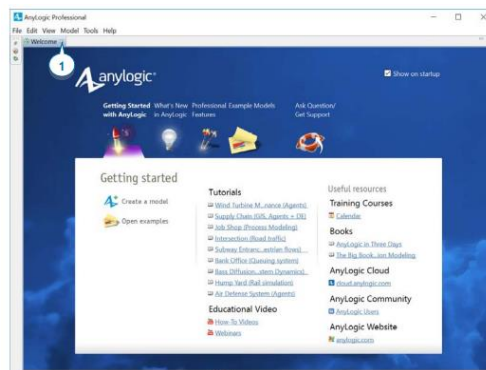 AnyLogic Professional
File Edit View Model Tools Help
Welcome
1
anylogic
Show on startup
Getting Started with AnyLogic
What's New in AnyLogic
Professional Features
Example Models
Ask Question/ Get Support
Getting started
Create a model
Open examples
Tutorials
Wind Turbine M...nance (Agents)
Supply Chain (GIS, Agents + DE)
Job Shop (Process Modeling)
Intersection (Road traffic)
Subway Entranc...estrian flows)
Bank Office (Queuing system)
Bass Diffusion...stem Dynamics)
Hump Yard (Rail simulation)
Air Defense System (Agents)
Educational Video
How To Videos
Webinars
Useful resources
Training Courses
Calendar
Books
AnyLogic in Three Days
The Big Book...ion Modeling
AnyLogic Cloud
cloud.anylogic.com
AnyLogic Community
AnyLogic Users
AnyLogic Website
anylogic.com